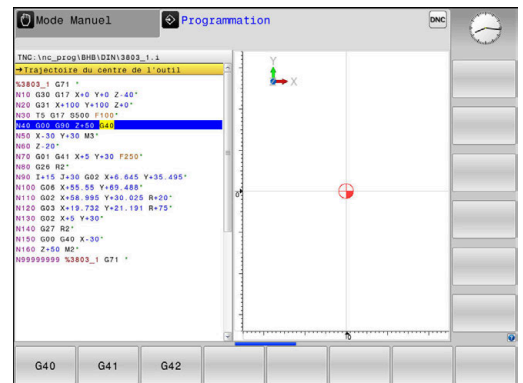 Mode Manuel
Programmation
DNC
TNC:\nc_prog\BHB\DIN\3803_1.i
→Trajectoire du centre de l'outil
%3803_1 G71 *
N10 G30 G17 X+0 Y+0 Z-40*
N20 G31 X+100 Y+100 Z+0*
N30 T5 G17 S500 F100*
N40 G00 G90 Z+50 G40
N50 X-30 Y+30 M3*
N60 Z-20*
N70 G01 G41 X+5 Y+30 F250*
N80 G26 R2*
N90 I+15 J+30 G02 X+6.645 Y+35.495*
N100 G06 X+55.55 Y+69.488*
N110 G02 X+58.995 Y+30.025 R+20*
N120 G03 X+19.732 Y+21.191 R+75*
N130 G02 X+5 Y+30*
N140 G27 R2*
N150 G00 G40 X-30*
N160 Z+50 M2*
N99999999 %3803_1 G71 *
Y
X
0
0
G40 G41 G42